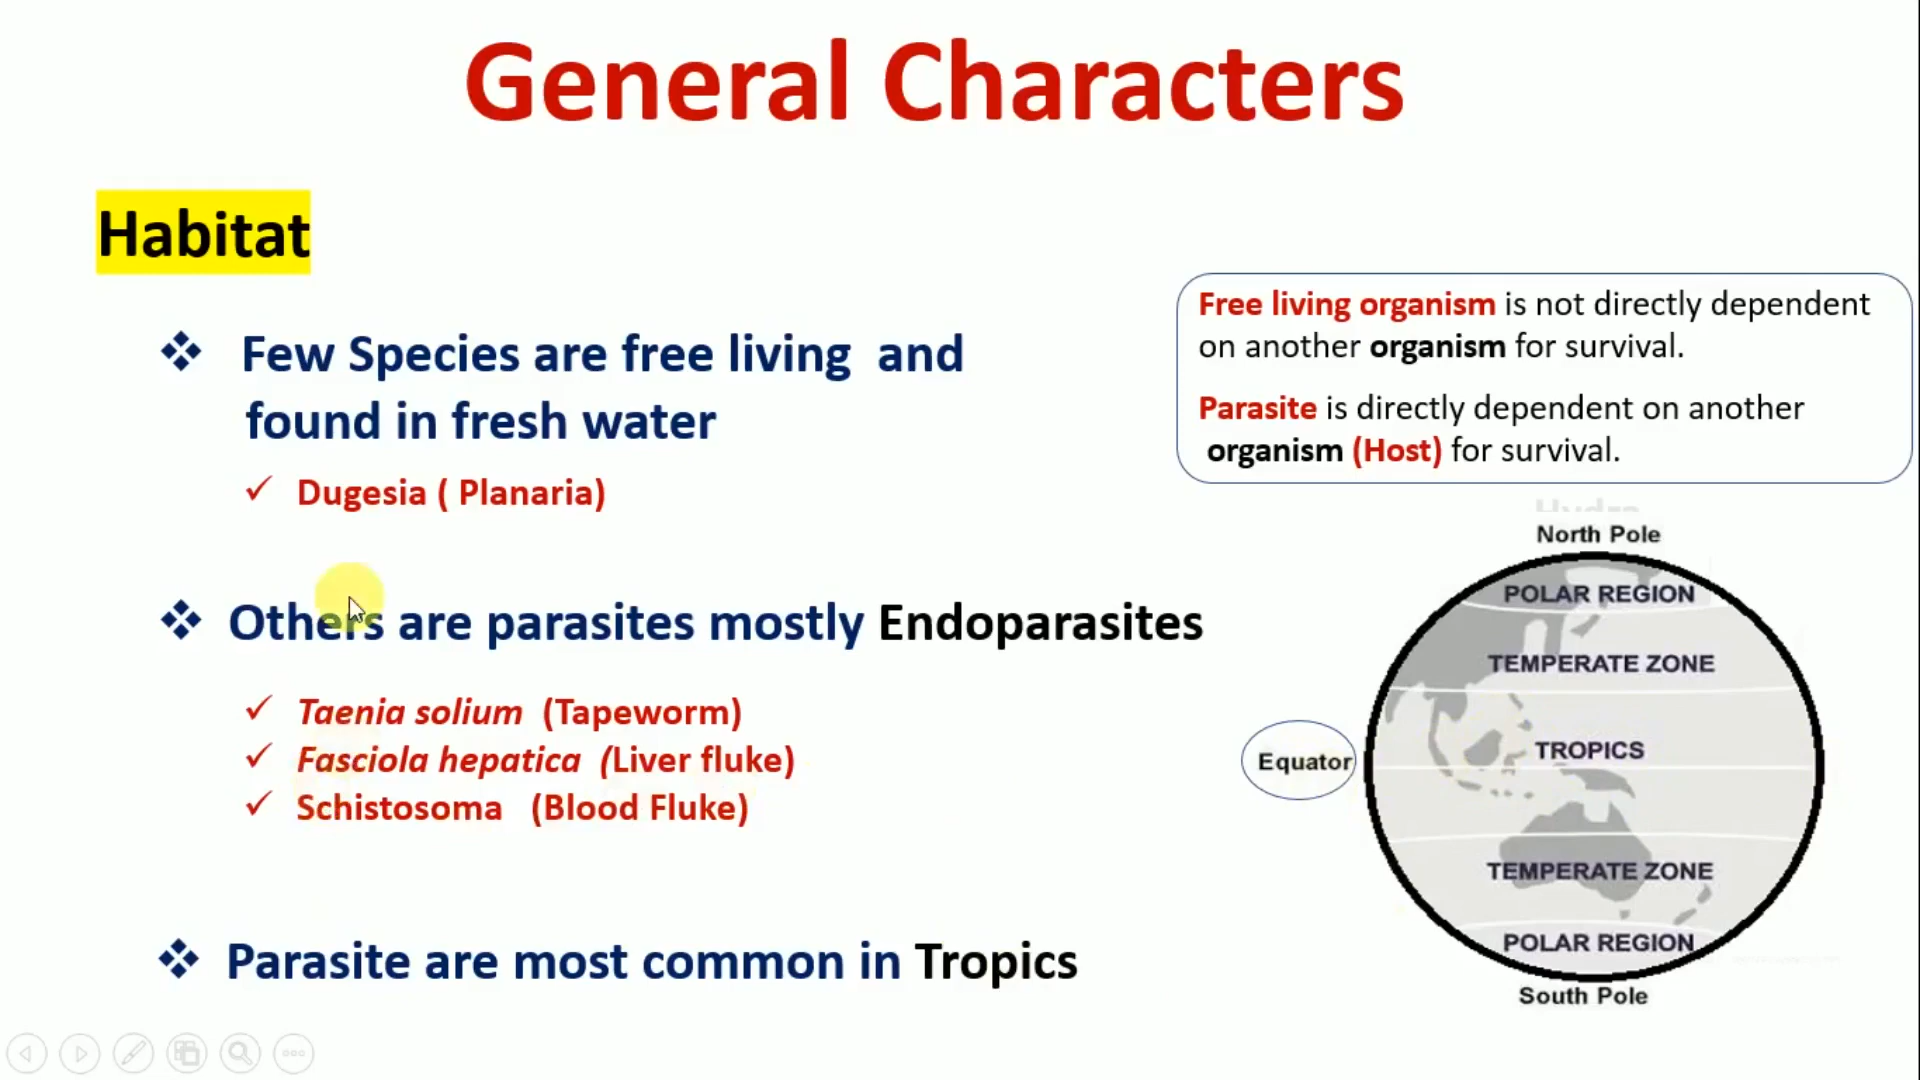 General Characters
Habitat
❖ Few Species are free living and
found in fresh water
✓ Dugesia ( Planaria)
❖ Others are parasites mostly Endoparasites
✓ Taenia solium (Tapeworm)
✓ Fasciola hepatica (Liver fluke)
✓ Schistosoma (Blood Fluke)
❖ Parasite are most common in Tropics
Free living organism is not directly dependent
on another organism for survival.
Parasite is directly dependent on another
organism (Host) for survival.
North Pole
POLAR REGION
TEMPERATE ZONE
TROPICS
Equator
TEMPERATE ZONE
POLAR REGION
South Pole